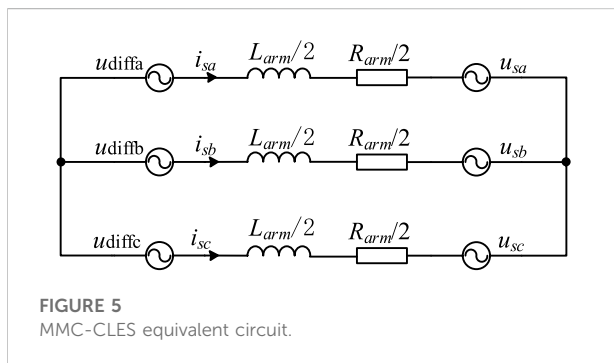 udiffa isa Larm/2 Rarm/2 usa
udiffb isb Larm/2 Rarm/2 usb
udiffc isc Larm/2 Rarm/2 usc
FIGURE 5
MMC-CLES equivalent circuit.